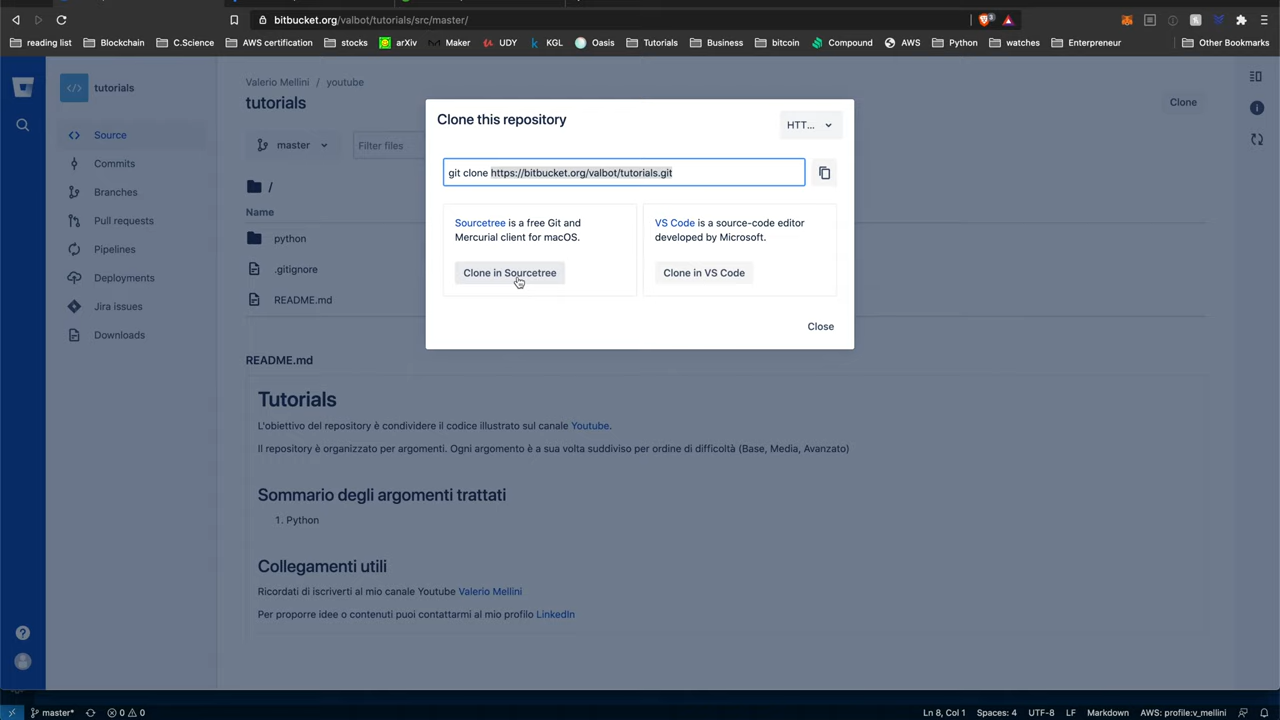 bitbucket.org/valbot/tutorials/src/master/
reading list
Blockchain
C.Science
AWS certification
stocks
arXiv
Maker
UDY
KGL
Oasis
Tutorials
Business
bitcoin
Compound
AWS
Python
watches
Enterpreneur
Other Bookmarks
tutorials
Source
Commits
Branches
Pull requests
Pipelines
Deployments
Jira issues
Downloads
Valerio Mellini / youtube
tutorials
Clone
master
Filter files
/
Name
python
.gitignore
README.md
Clone this repository
HTT...
git clone https://bitbucket.org/valbot/tutorials.git
Sourcetree is a free Git and
Mercurial client for macOS.
Clone in Sourcetree
VS Code is a source-code editor
developed by Microsoft.
Clone in VS Code
Close
README.md
Tutorials
L'obiettivo del repository è condividere il codice illustrato sul canale Youtube.
Il repository è organizzato per argomenti. Ogni argomento è a sua volta suddiviso per ordine di difficoltà (Base, Media, Avanzato)
Sommario degli argomenti trattati
1. Python
Collegamenti utili
Ricordati di iscriverti al mio canale Youtube Valerio Mellini
Per proporre idee o contenuti puoi contattarmi al mio profilo LinkedIn
master*
0
0
Ln 8, Col 1
Spaces: 4
UTF-8
LF
Markdown
AWS: profile:v_mellini